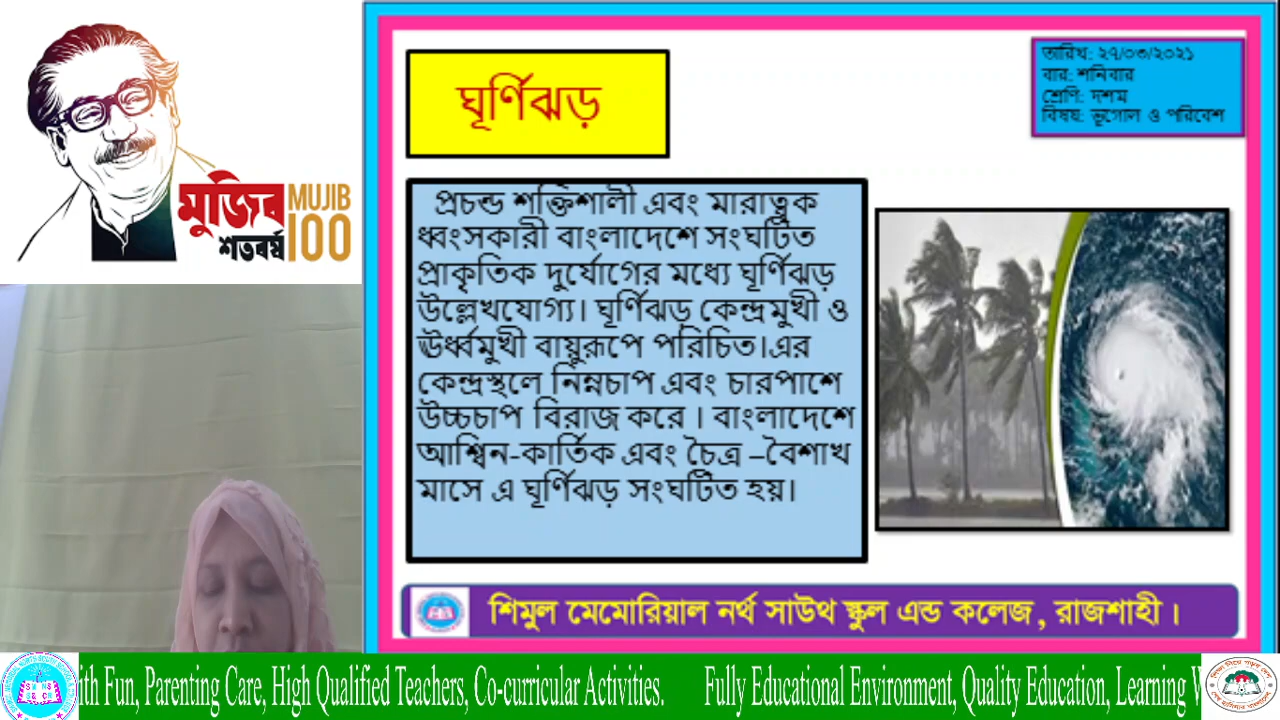 মুজিব
শতবর্ষ
MUJIB
100
ঘূর্ণিঝড়
তারিখ: ২৭/০৩/২০২১
বার: শনিবার
শ্রেণি: দশম
বিষয়: ভূগোল ও পরিবেশ
প্রচন্ড শক্তিশালী এবং মারাত্বক
ধ্বংসকারী বাংলাদেশে সংঘটিত
প্রাকৃতিক দুর্যোগের মধ্যে ঘূর্ণিঝড়
উল্লেখযোগ্য। ঘূর্ণিঝড় কেন্দ্রমুখী ও
ঊর্ধ্বমুখী বায়ুরূপে পরিচিত।এর
কেন্দ্রস্থলে নিম্নচাপ এবং চারপাশে
উচ্চচাপ বিরাজ করে । বাংলাদেশে
আশ্বিন-কার্তিক এবং চৈত্র –বৈশাখ
মাসে এ ঘূর্ণিঝড় সংঘটিত হয়।
শিমুল মেমোরিয়াল নর্থ সাউথ স্কুল এন্ড কলেজ, রাজশাহী ।
ith Fun, Parenting Care, High Qualified Teachers, Co-curricular Activities. Fully Educational Environment, Quality Education, Learning W